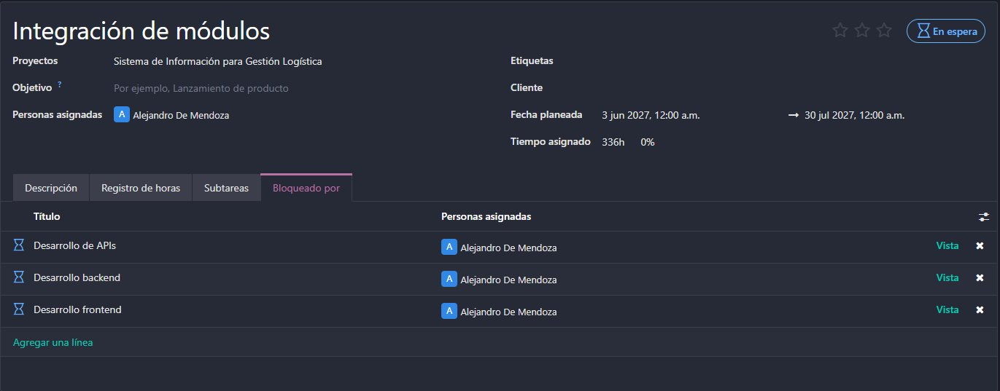 Integración de módulos
En espera
Proyectos Sistema de Información para Gestión Logística
Etiquetas
Objetivo ? Por ejemplo, Lanzamiento de producto
Cliente
Personas asignadas A Alejandro De Mendoza
Fecha planeada 3 jun 2027, 12:00 a.m. → 30 jul 2027, 12:00 a.m.
Tiempo asignado 336h 0%
Descripción Registro de horas Subtareas Bloqueado por
Título Personas asignadas
Desarrollo de APIs A Alejandro De Mendoza Vista ✖
Desarrollo backend A Alejandro De Mendoza Vista ✖
Desarrollo frontend A Alejandro De Mendoza Vista ✖
Agregar una línea